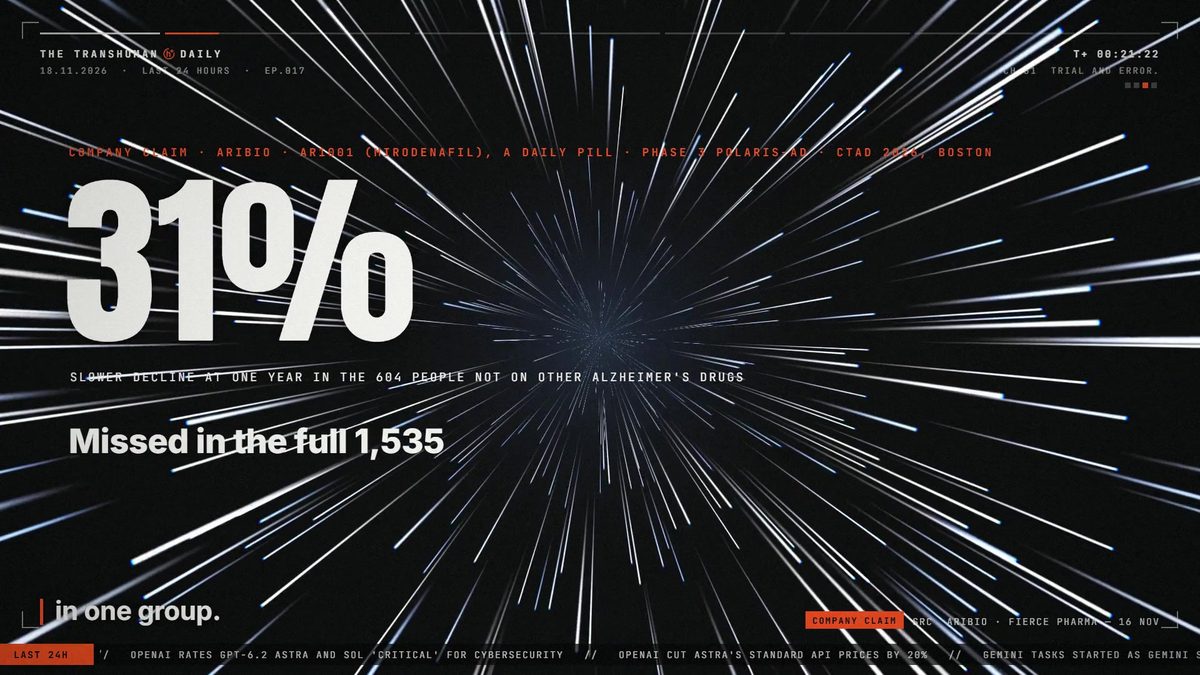 THE TRANSHUMAN h+ DAILY
18.11.2026 · LAST 24 HOURS · EP.017
T+ 00:21:22
TRIAL AND ERROR.
COMPANY CLAIM · ARIBIO · AR1001 (MIRODENAFIL), A DAILY PILL · PHASE 3 POLARIS-AD · CTAD 2026, BOSTON
31%
SLOWER DECLINE AT ONE YEAR IN THE 604 PEOPLE NOT ON OTHER ALZHEIMER'S DRUGS
Missed in the full 1,535
in one group.
COMPANY CLAIM SRC ARIBIO · FIERCE PHARMA — 16 NOV
LAST 24H // OPENAI RATES GPT-6.2 ASTRA AND SOL 'CRITICAL' FOR CYBERSECURITY // OPENAI CUT ASTRA'S STANDARD API PRICES BY 20% // GEMINI TASKS STARTED AS GEMINI S